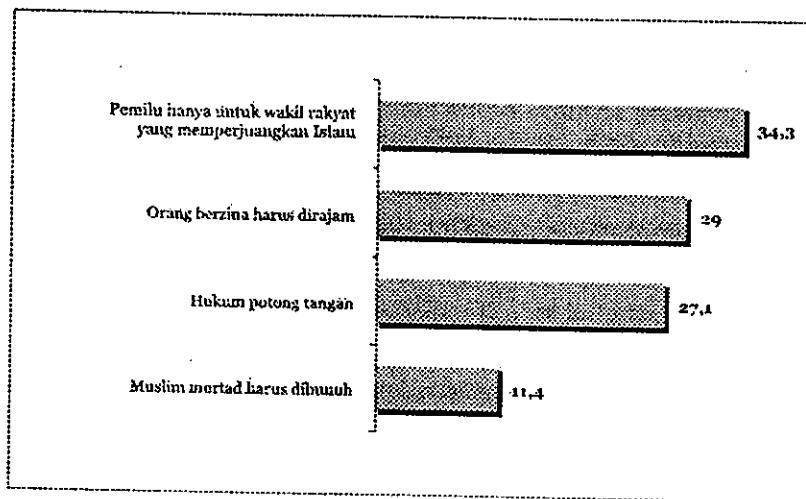 Pemilu hanya untuk wakil rakyat
yang memperjuangkan Islam
34,3
Orang berzina harus dirajam
29
Hukum potong tangan
27,1
Muslim murtad harus dibunuh
11,4